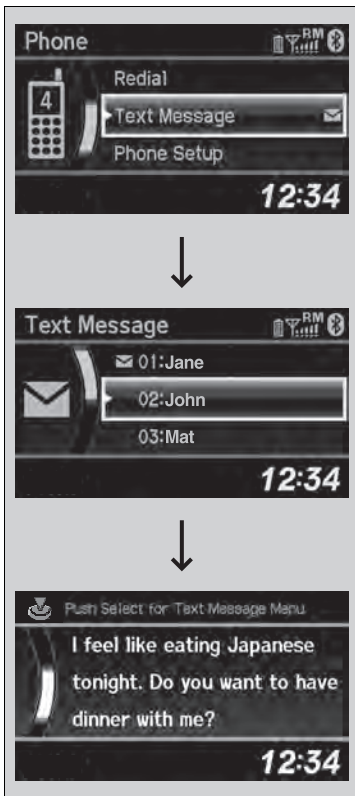 Phone
RM
4
Redial
Text Message
Phone Setup
12:34
Text Message
RM
01:Jane
02:John
03:Mat
12:34
Push Select for Text Message Menu
I feel like eating Japanese
tonight. Do you want to have
dinner with me?
12:34